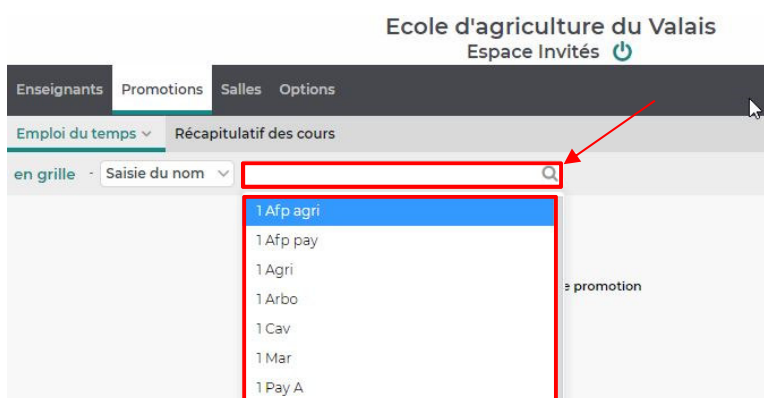 Ecole d'agriculture du Valais
Espace Invités
Enseignants Promotions Salles Options
Emploi du temps Récapitulatif des cours
en grille - Saisie du nom
1 Afp agri
1 Afp pay
1 Agri
e promotion
1 Arbo
1 Cav
1 Mar
1 Pay A